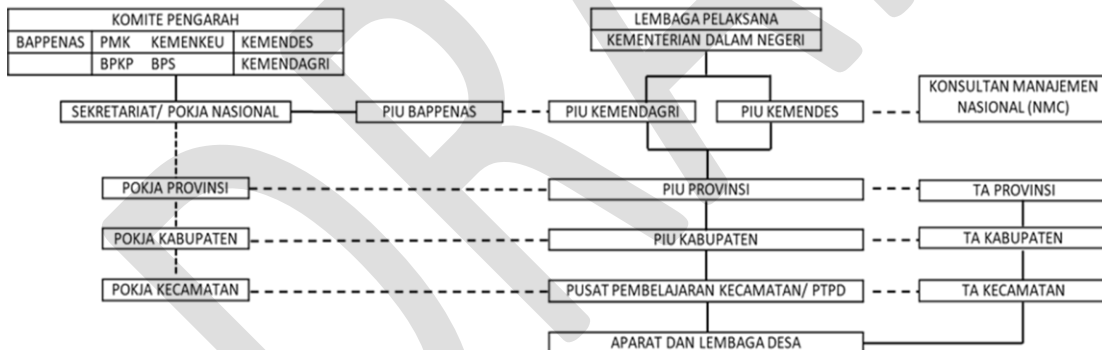 KOMITE PENGARAH
BAPPENAS PMK KEMENKEU KEMENDES
BPKP BPS KEMENDAGRI
LEMBAGA PELAKSANA
KEMENTERIAN DALAM NEGERI
SEKRETARIAT/ POKJA NASIONAL
PIU BAPPENAS
PIU KEMENDAGRI
PIU KEMENDES
KONSULTAN MANAJEMEN
NASIONAL (NMC)
POKJA PROVINSI
PIU PROVINSI
TA PROVINSI
POKJA KABUPATEN
PIU KABUPATEN
TA KABUPATEN
POKJA KECAMATAN
PUSAT PEMBELAJARAN KECAMATAN/ PTPD
TA KECAMATAN
APARAT DAN LEMBAGA DESA